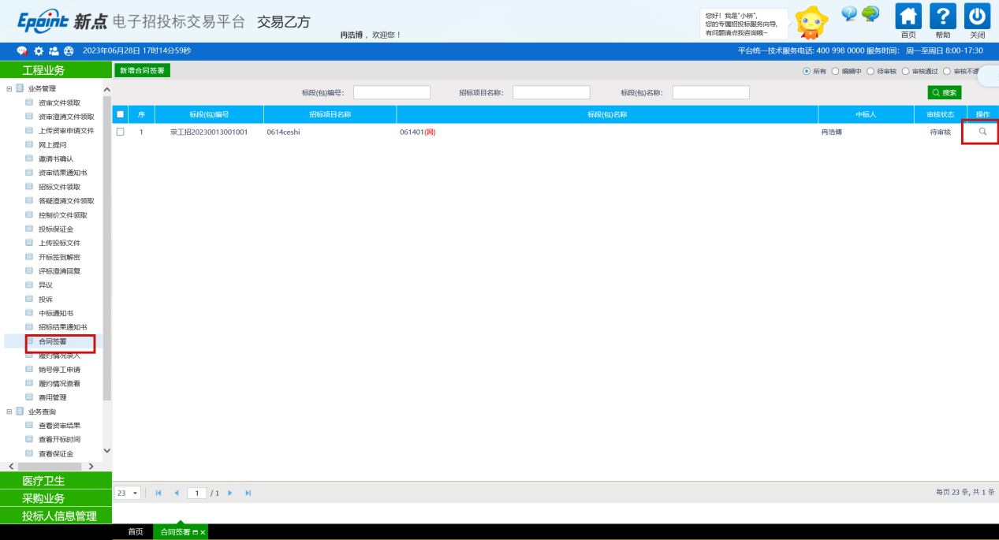 Epoint 新点 电子招投标交易平台 交易乙方
冉浩博，欢迎您！
您好！我是"小桥",
您的专属招投标服务向导,
有问题请点我咨询哦~
首页 帮助 关闭
2023年06月28日 17时14分59秒
平台统一技术服务电话: 400 998 0000 服务时间： 周一至周日 8:00-17:30
工程业务
业务管理
资审文件领取
资审澄清文件领取
上传资审申请文件
网上提问
邀请书确认
资审结果通知书
招标文件领取
答疑澄清文件领取
控制价文件领取
投标保证金
上传投标文件
开标签到解密
评标澄清回复
异议
投诉
中标通知书
招标结果通知书
合同签署
履约情况录入
销号停工申请
履约情况查看
费用管理
业务查询
查看资审结果
查看开标时间
查看保证金
医疗卫生
采购业务
投标人信息管理
新增合同签署
所有 编辑中 待审核 审核通过 审核不通
标段(包)编号: 招标项目名称: 标段(包)名称: 搜索
序 标段(包)编号 招标项目名称 标段(包)名称 中标人 审核状态 操作
1 荥工招20230013001001 0614ceshi 061401(网) 冉浩博 待审核
23 1 / 1 每页 23 条, 共 1 条
首页 合同签署